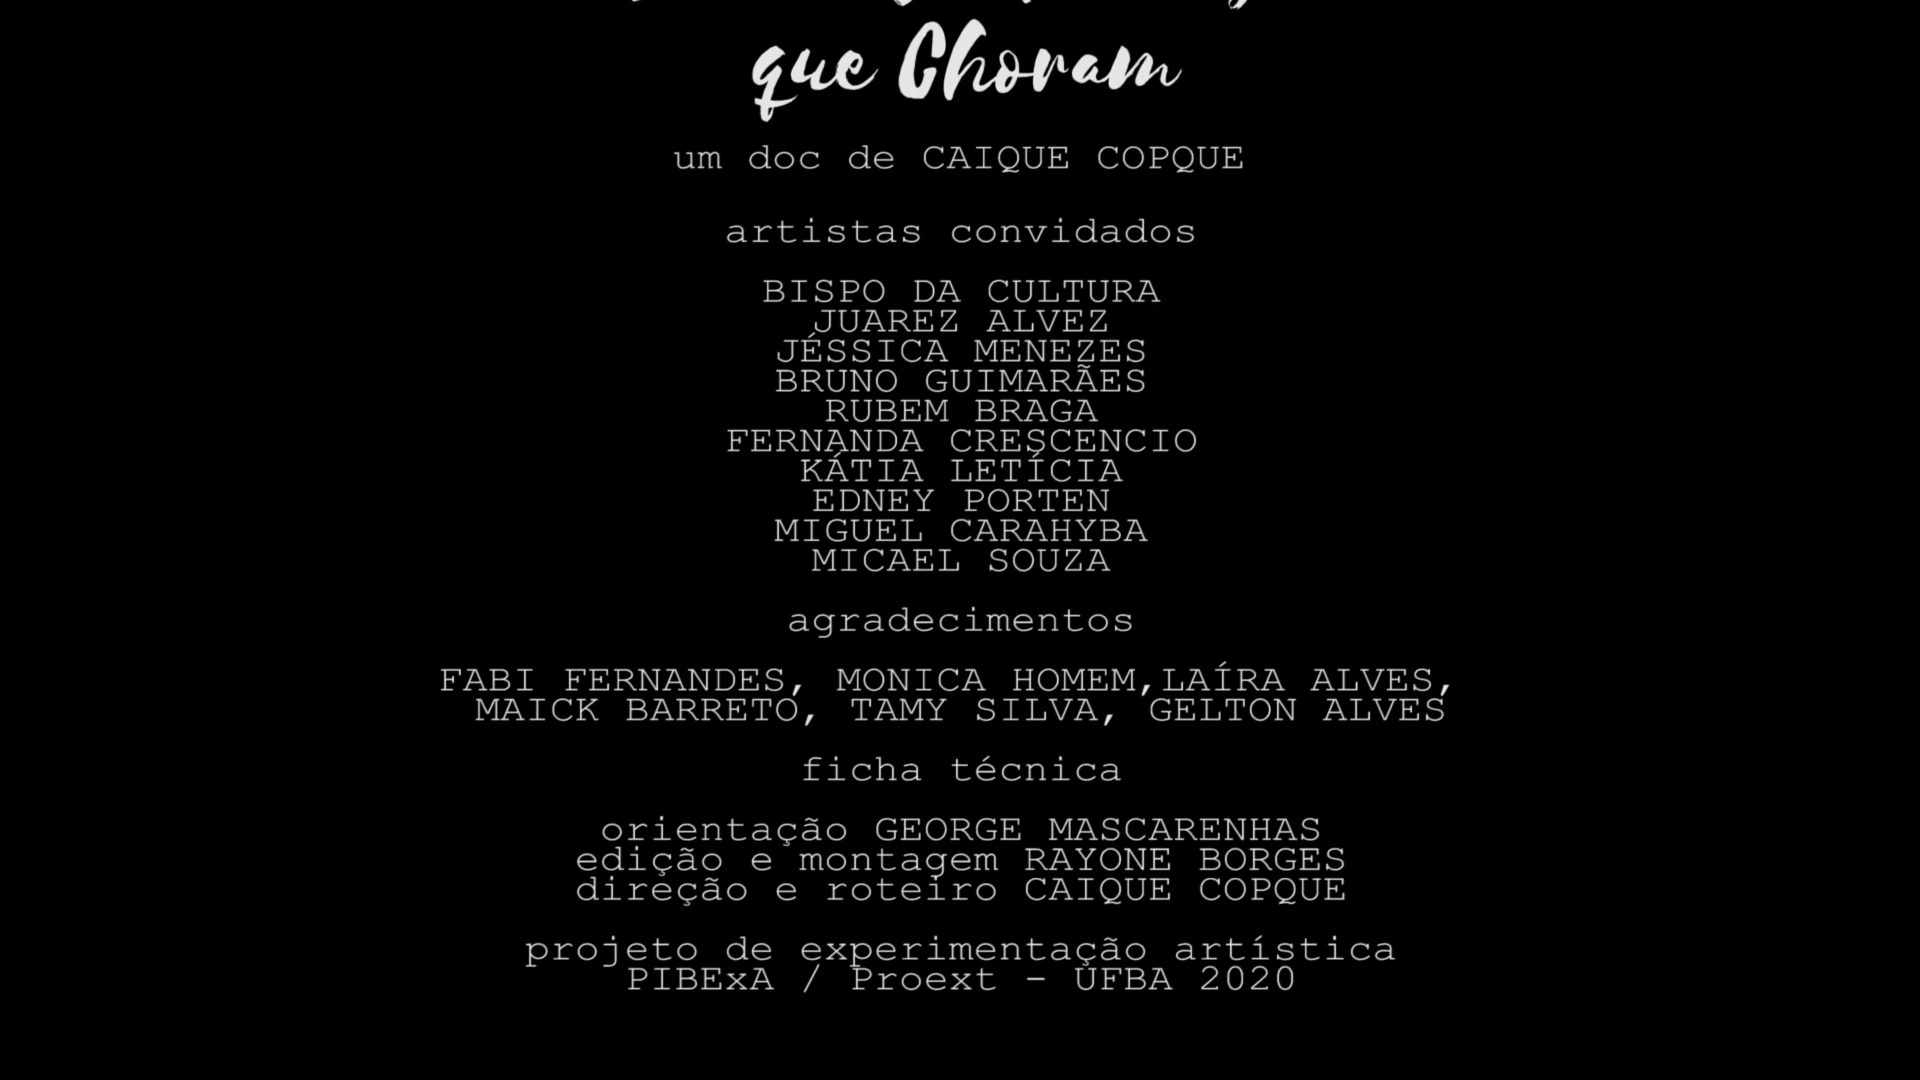 que Choram
um doc de CAIQUE COPQUE
artistas convidados
BISPO DA CULTURA
JUAREZ ALVEZ
JÉSSICA MENEZES
BRUNO GUIMARÃES
RUBEM BRAGA
FERNANDA CRESCENCIO
KÁTIA LETÍCIA
EDNEY PORTEN
MIGUEL CARAHYBA
MICAEL SOUZA
agradecimentos
FABI FERNANDES, MONICA HOMEM,LAÍRA ALVES,
MAICK BARRETO, TAMY SILVA, GELTON ALVES
ficha técnica
orientação GEORGE MASCARENHAS
edição e montagem RAYONE BORGES
direção e roteiro CAIQUE COPQUE
projeto de experimentação artística
PIBExA / Proext - UFBA 2020